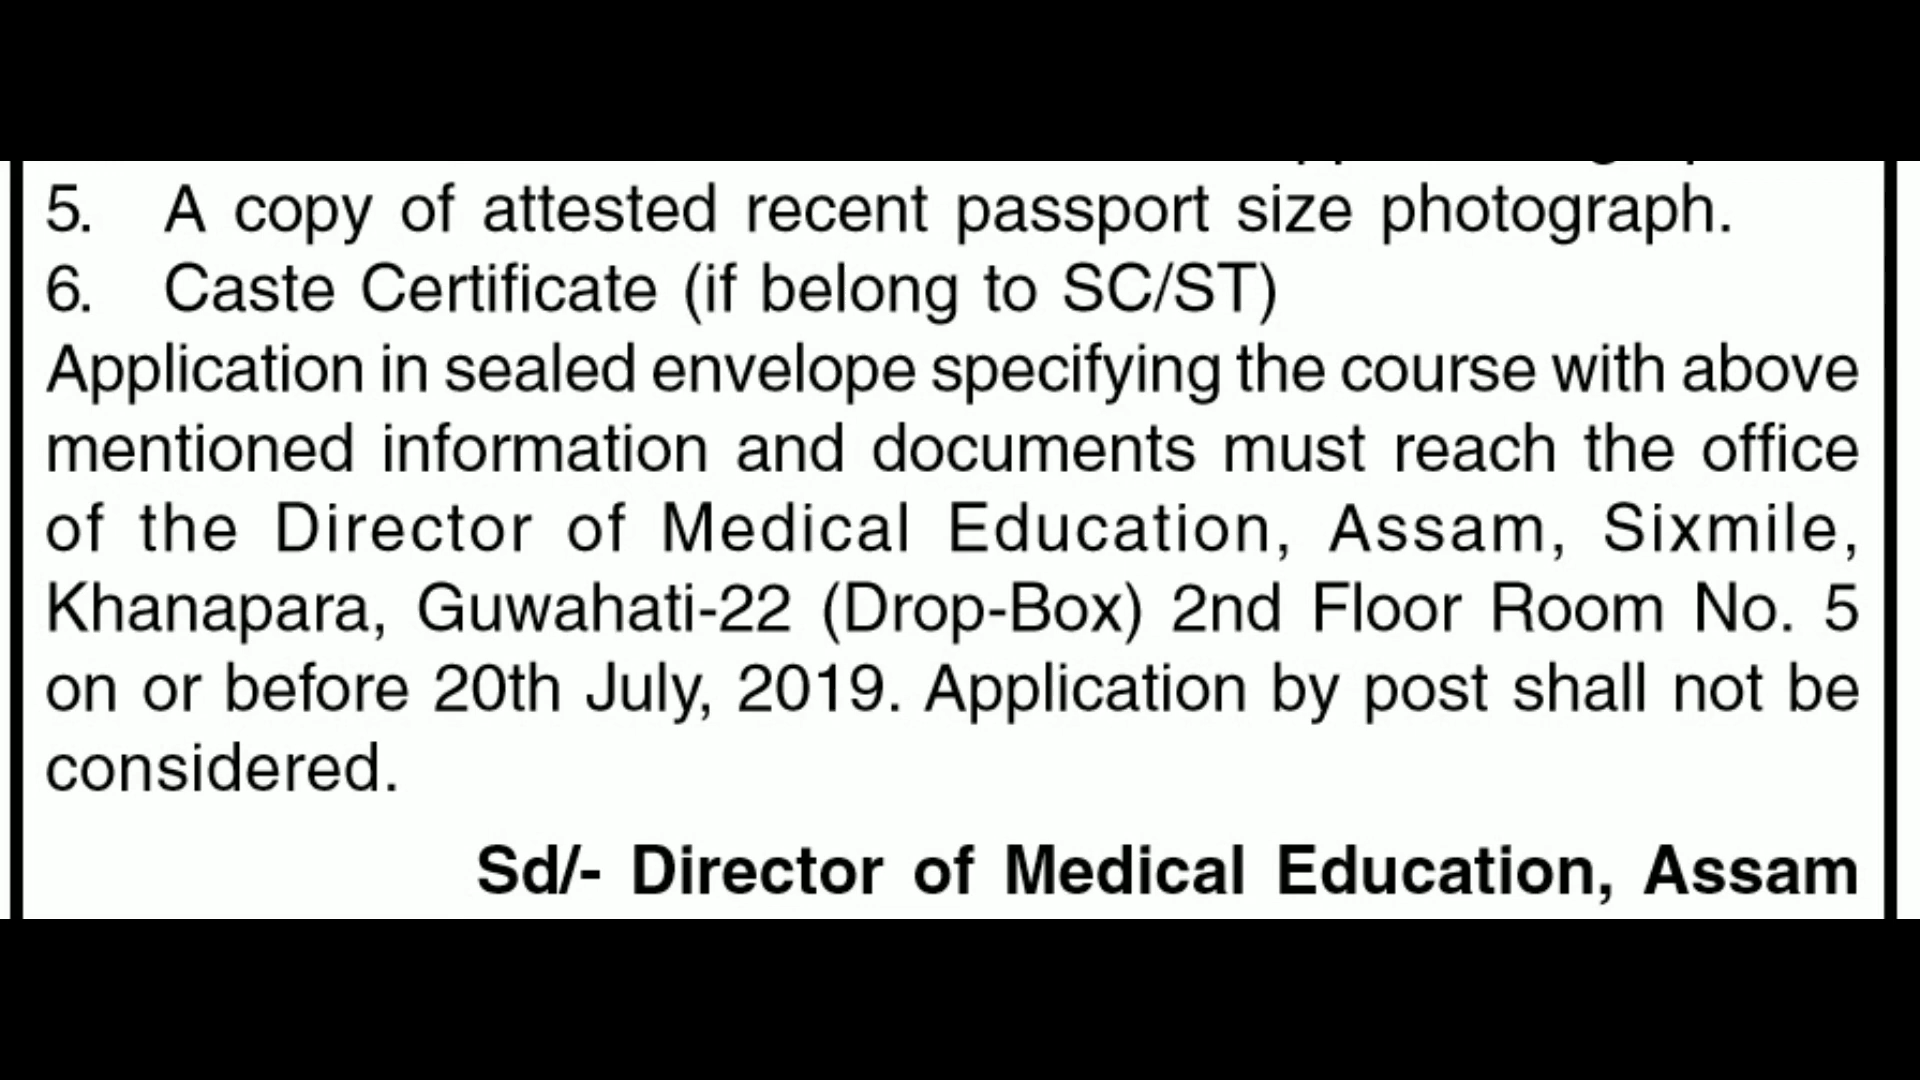 5. A copy of attested recent passport size photograph.
6. Caste Certificate (if belong to SC/ST)
Application in sealed envelope specifying the course with above
mentioned information and documents must reach the office
of the Director of Medical Education, Assam, Sixmile,
Khanapara, Guwahati-22 (Drop-Box) 2nd Floor Room No. 5
on or before 20th July, 2019. Application by post shall not be
considered.
Sd/- Director of Medical Education, Assam